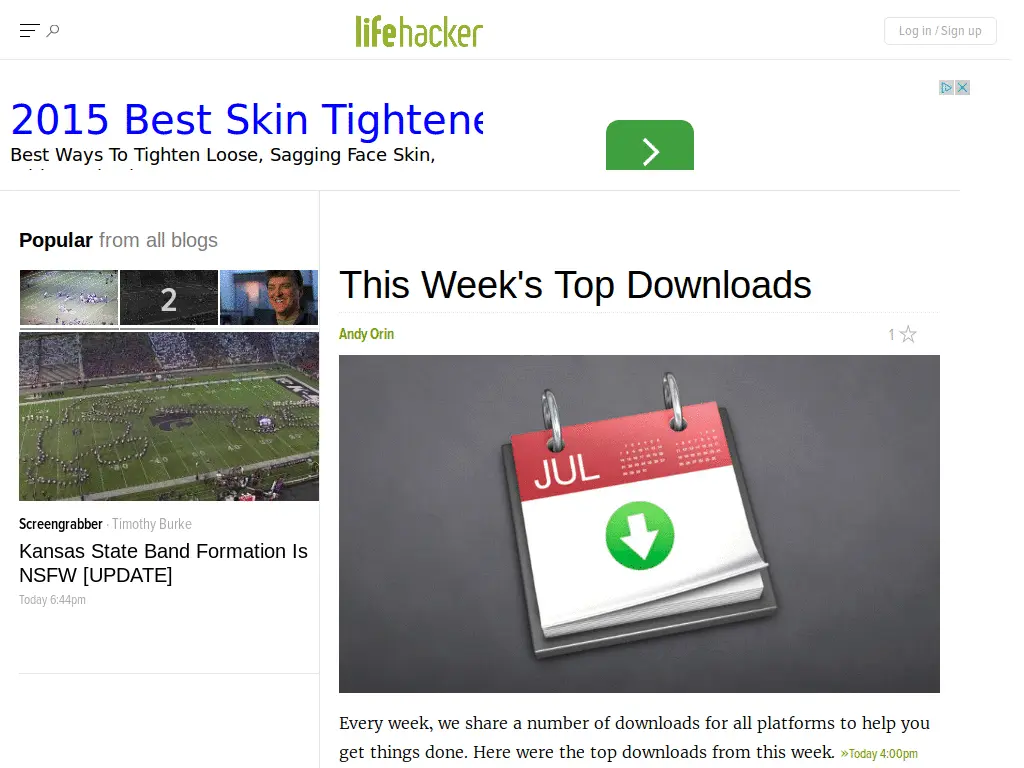 lifehacker
Log in / Sign up
2015 Best Skin Tightene
Best Ways To Tighten Loose, Sagging Face Skin,
Popular from all blogs
2
Screengrabber · Timothy Burke
Kansas State Band Formation Is
NSFW [UPDATE]
Today 6:44pm
This Week's Top Downloads
Andy Orin
1
JUL
Every week, we share a number of downloads for all platforms to help you
get things done. Here were the top downloads from this week. »Today 4:00pm